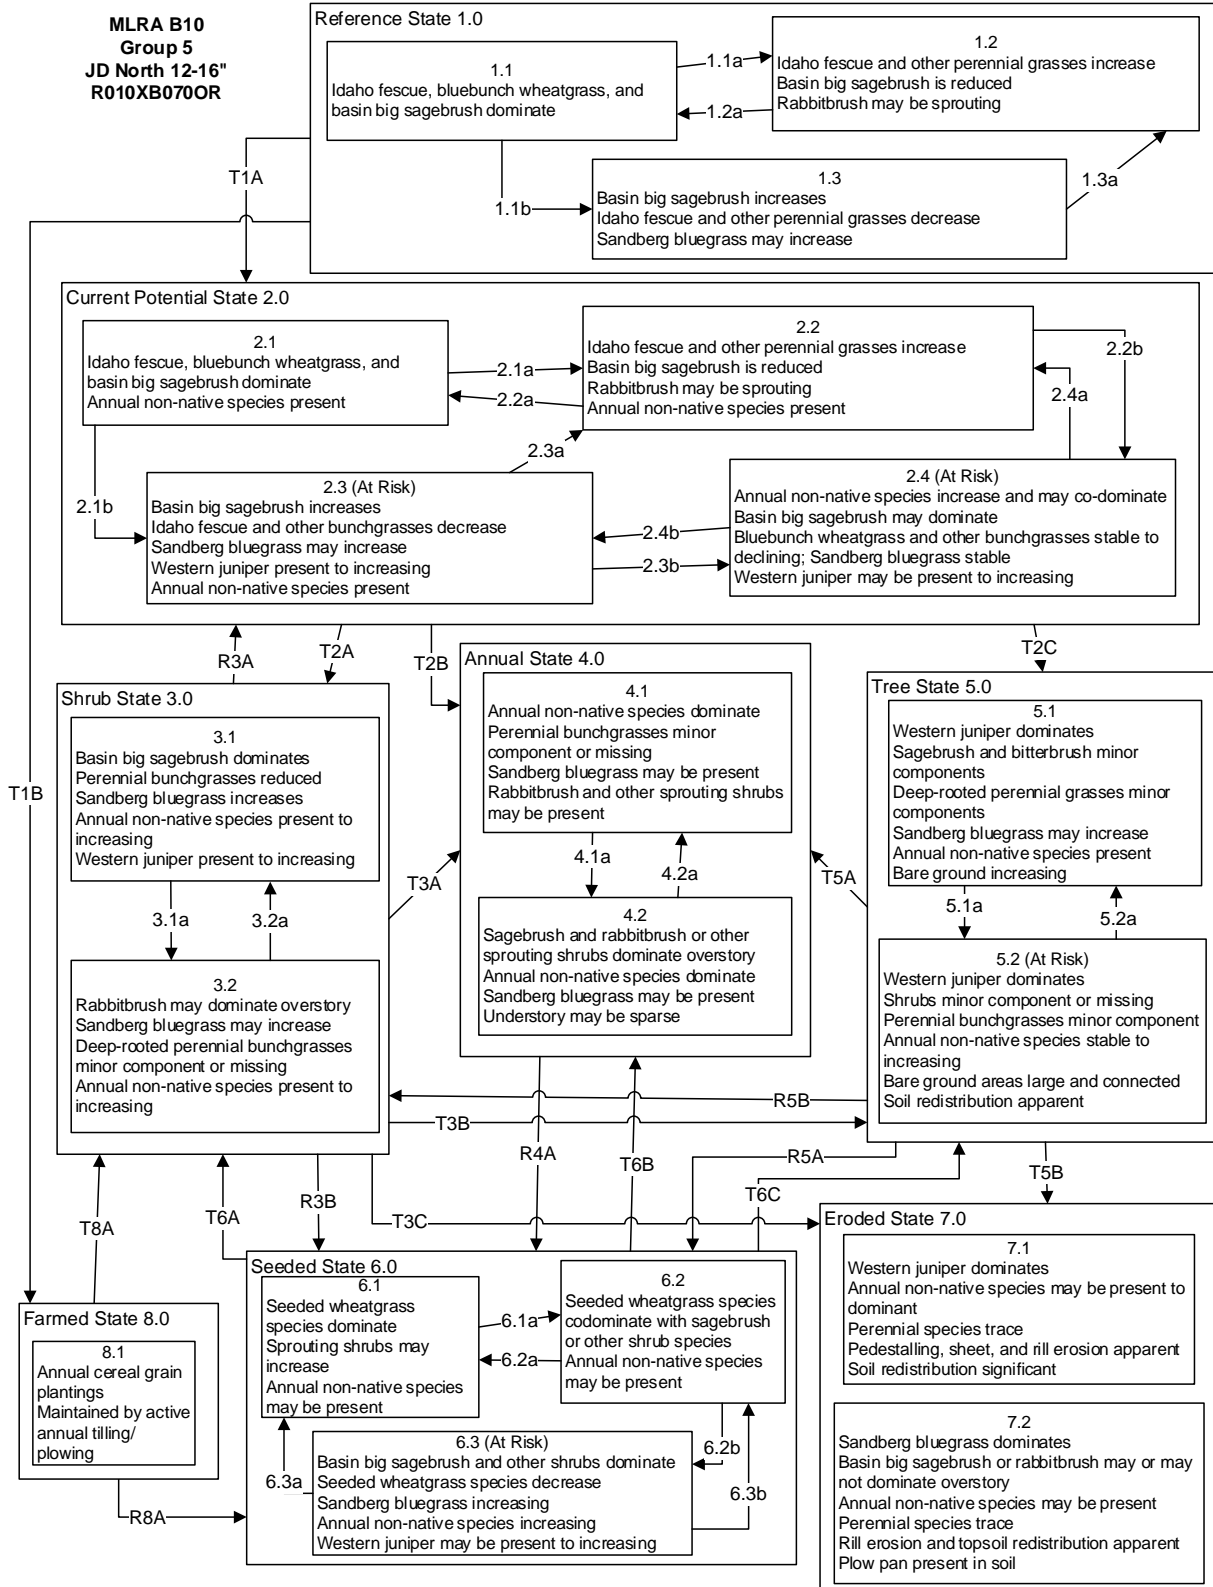 MLRA B10
Group 5
JD North 12-16"
R010XB070OR
Reference State 1.0
1.1
Idaho fescue, bluebunch wheatgrass, and
basin big sagebrush dominate
1.1a
1.2a
1.2
Idaho fescue and other perennial grasses increase
Basin big sagebrush is reduced
Rabbitbrush may be sprouting
1.1b
1.3
Basin big sagebrush increases
Idaho fescue and other perennial grasses decrease
Sandberg bluegrass may increase
1.3a
T1A
Current Potential State 2.0
2.1
Idaho fescue, bluebunch wheatgrass, and
basin big sagebrush dominate
Annual non-native species present
2.1a
2.2a
2.2
Idaho fescue and other perennial grasses increase
Basin big sagebrush is reduced
Rabbitbrush may be sprouting
Annual non-native species present
2.2b
2.4a
2.3a
2.1b
2.3 (At Risk)
Basin big sagebrush increases
Idaho fescue and other bunchgrasses decrease
Sandberg bluegrass may increase
Western juniper present to increasing
Annual non-native species present
2.4b
2.3b
2.4 (At Risk)
Annual non-native species increase and may co-dominate
Basin big sagebrush may dominate
Bluebunch wheatgrass and other bunchgrasses stable to
declining; Sandberg bluegrass stable
Western juniper may be present to increasing
R3A
T2A
T2B
T2C
T1B
Shrub State 3.0
3.1
Basin big sagebrush dominates
Perennial bunchgrasses reduced
Sandberg bluegrass increases
Annual non-native species present to
increasing
Western juniper present to increasing
3.1a
3.2a
3.2
Rabbitbrush may dominate overstory
Sandberg bluegrass may increase
Deep-rooted perennial bunchgrasses
minor component or missing
Annual non-native species present to
increasing
T3A
Annual State 4.0
4.1
Annual non-native species dominate
Perennial bunchgrasses minor
component or missing
Sandberg bluegrass may be present
Rabbitbrush and other sprouting shrubs
may be present
4.1a
4.2a
4.2
Sagebrush and rabbitbrush or other
sprouting shrubs dominate overstory
Annual non-native species dominate
Sandberg bluegrass may be present
Understory may be sparse
T5A
Tree State 5.0
5.1
Western juniper dominates
Sagebrush and bitterbrush minor
components
Deep-rooted perennial grasses minor
components
Sandberg bluegrass may increase
Annual non-native species present
Bare ground increasing
5.1a
5.2a
5.2 (At Risk)
Western juniper dominates
Shrubs minor component or missing
Perennial bunchgrasses minor component
Annual non-native species stable to
increasing
Bare ground areas large and connected
Soil redistribution apparent
R5B
T3B
T8A
T6A
R3B
T3C
R4A
T6B
R5A
T6C
T5B
Farmed State 8.0
8.1
Annual cereal grain
plantings
Maintained by active
annual tilling/
plowing
R8A
Seeded State 6.0
6.1
Seeded wheatgrass
species dominate
Sprouting shrubs may
increase
Annual non-native species
may be present
6.1a
6.2a
6.2
Seeded wheatgrass species
codominate with sagebrush
or other shrub species
Annual non-native species
may be present
6.3a
6.3 (At Risk)
Basin big sagebrush and other shrubs dominate
Seeded wheatgrass species decrease
Sandberg bluegrass increasing
Annual non-native species increasing
Western juniper may be present to increasing
6.2b
6.3b
Eroded State 7.0
7.1
Western juniper dominates
Annual non-native species may be present to
dominant
Perennial species trace
Pedestalling, sheet, and rill erosion apparent
Soil redistribution significant
7.2
Sandberg bluegrass dominates
Basin big sagebrush or rabbitbrush may or may
not dominate overstory
Annual non-native species may be present
Perennial species trace
Rill erosion and topsoil redistribution apparent
Plow pan present in soil